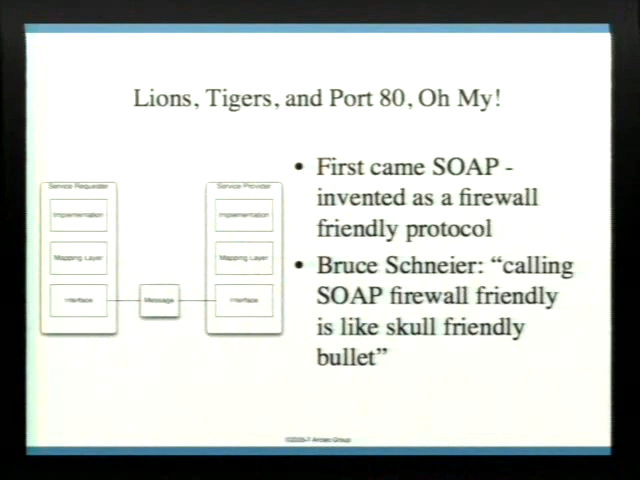 Lions, Tigers, and Port 80, Oh My!
Service Requester
Implementation
Mapping Layer
Interface
Message
Service Provider
Implementation
Mapping Layer
Interface
• First came SOAP -
invented as a firewall
friendly protocol
• Bruce Schneier: “calling
SOAP firewall friendly
is like skull friendly
bullet”
Group